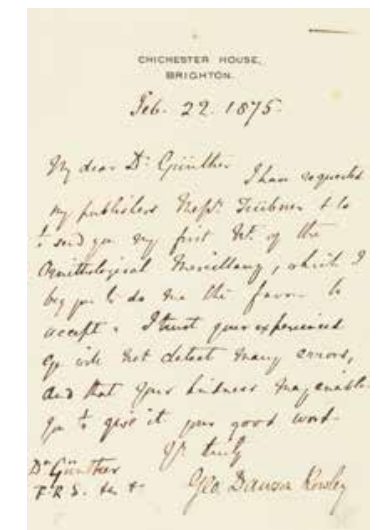 CHICHESTER HOUSE,
BRIGHTON.
Feb. 22. 1875.
My dear Dr Günther
I have requested
my publishers Messrs Trübner & Co
to send you my first Nr. of the
Ornithological Miscellany, which I
beg you to do me the favor to
accept. I trust your experienced
eye will not detect many errors,
and that your kindness may enable
you to give it your good word.
Yrs truly
Geo. Dawson Rowley
Dr Günther
F.R.S. &c &c